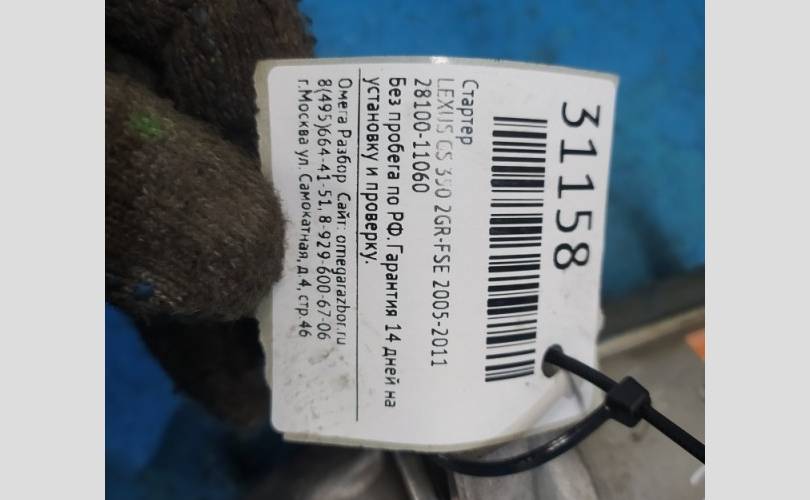 31158
Стартер
LEXUS GS 350 2GR-FSE 2005-2011
28100-11060
Без пробега по РФ.Гарантия 14 дней на
установку и проверку.
Омега Разбор Сайт: omegarazbor.ru
8(495)664-41-51, 8-929-600-67-06
г.Москва ул. Самокатная, д.4, стр.46